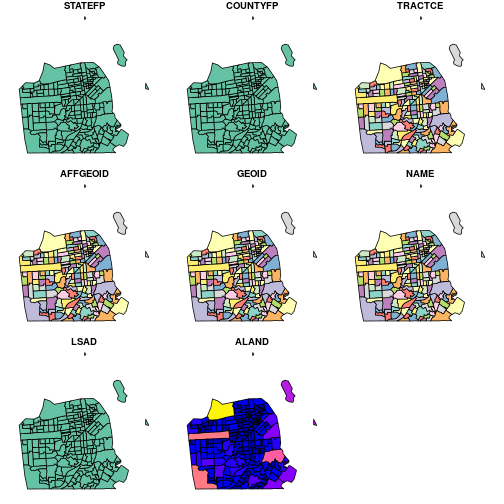 STATEFP COUNTYFP TRACTCE
AFFGEOID GEOID NAME
LSAD ALAND